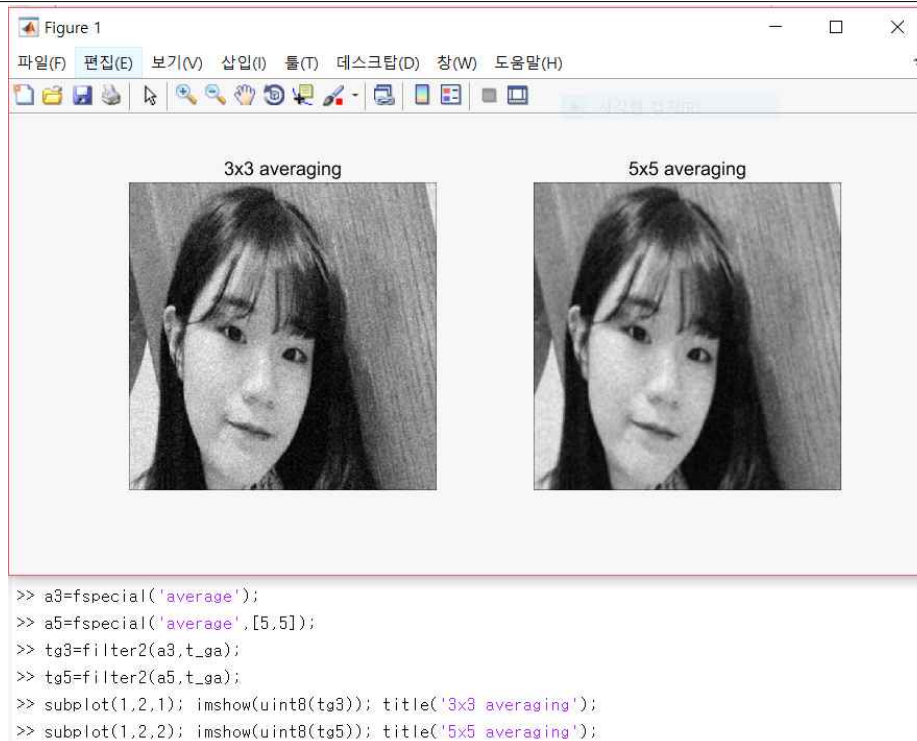 Figure 1
파일(F) 편집(E) 보기(V) 삽입(I) 툴(T) 데스크탑(D) 창(W) 도움말(H)
3x3 averaging 5x5 averaging
>> a3=fspecial('average');
>> a5=fspecial('average',[5,5]);
>> tg3=filter2(a3,t_ga);
>> tg5=filter2(a5,t_ga);
>> subplot(1,2,1); imshow(uint8(tg3)); title('3x3 averaging');
>> subplot(1,2,2); imshow(uint8(tg5)); title('5x5 averaging');